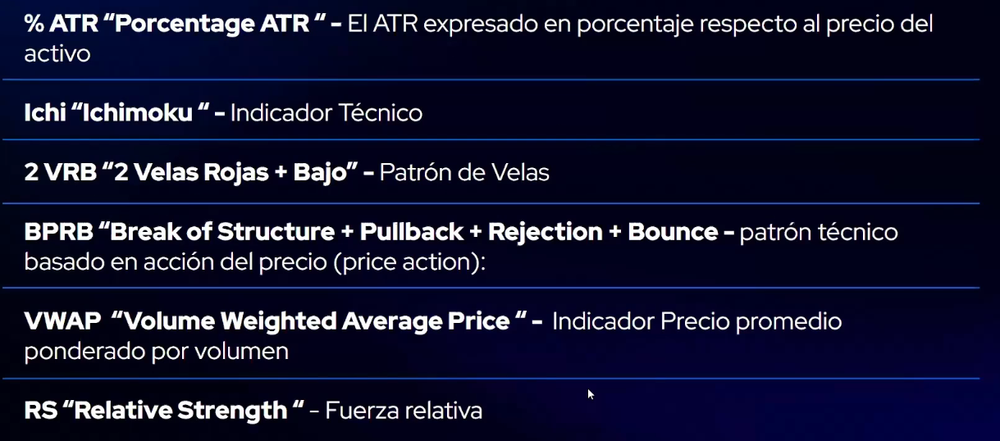 % ATR “Porcentage ATR “ - El ATR expresado en porcentaje respecto al precio del
activo
Ichi “Ichimoku “ - Indicador Técnico
2 VRB “2 Velas Rojas + Bajo” - Patrón de Velas
BPRB “Break of Structure + Pullback + Rejection + Bounce - patrón técnico
basado en acción del precio (price action):
VWAP “Volume Weighted Average Price “ - Indicador Precio promedio
ponderado por volumen
RS “Relative Strength “ - Fuerza relativa